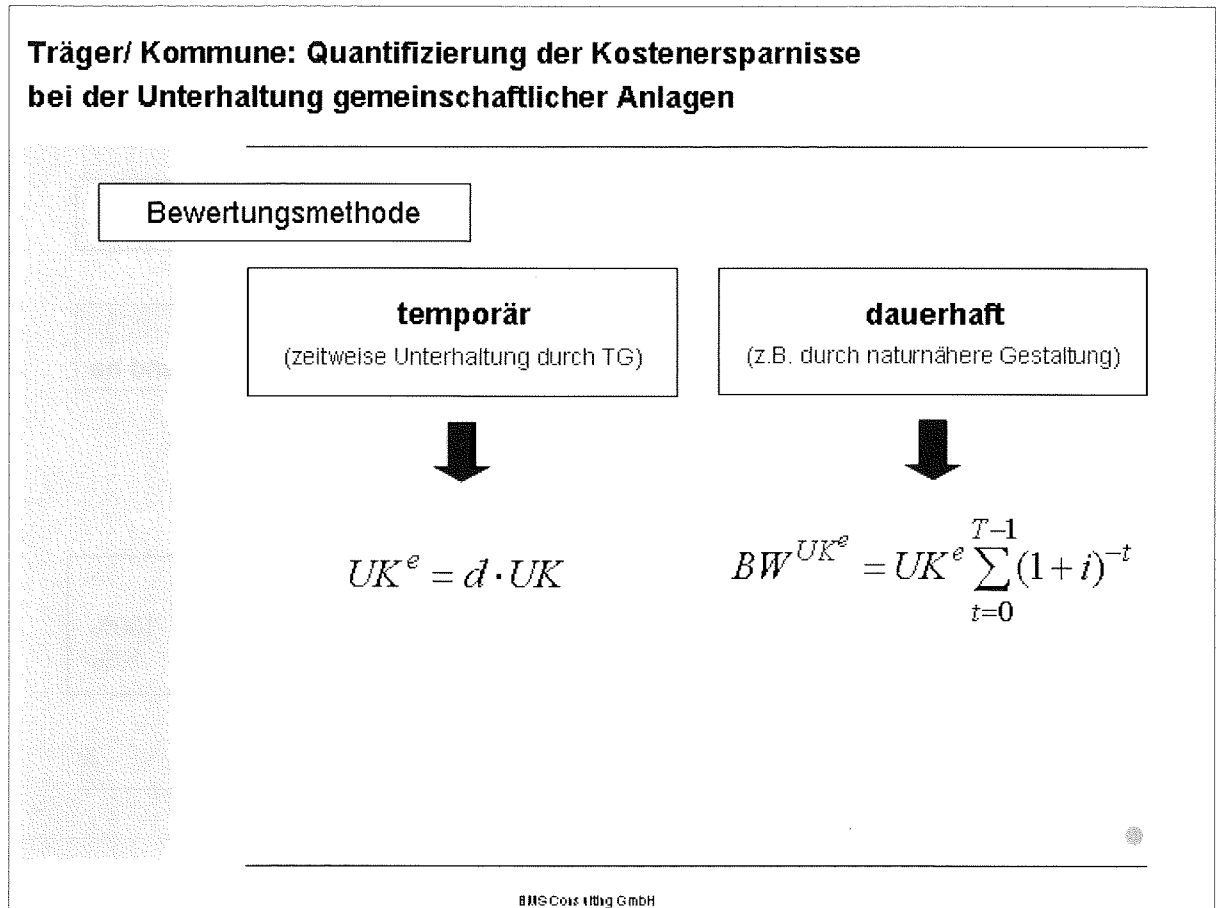 Träger/ Kommune: Quantifizierung der Kostenersparnisse
bei der Unterhaltung gemeinschaftlicher Anlagen
Bewertungsmethode
temporär
(zeitweise Unterhaltung durch TG)
dauerhaft
(z.B. durch naturnähere Gestaltung)
UK^e = d · UK
BW^{UK^e} = UK^e \sum_{t=0}^{T-1} (1+i)^{-t}
BMS Consulting GmbH